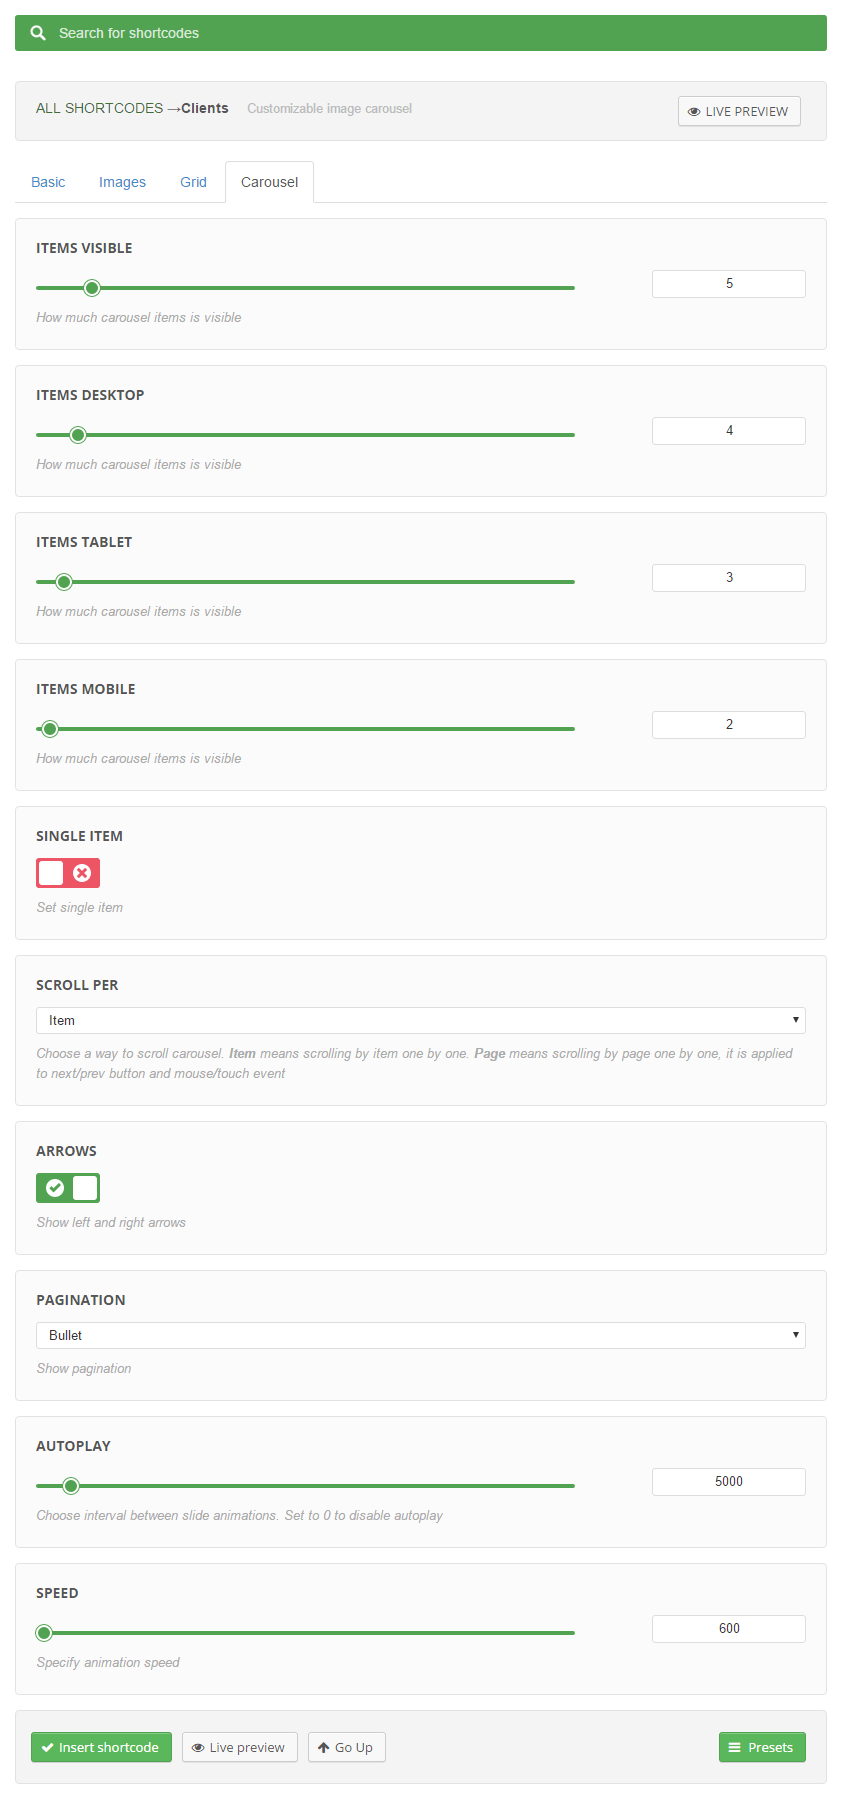 Search for shortcodes
ALL SHORTCODES →Clients Customizable image carousel LIVE PREVIEW
Basic Images Grid Carousel
ITEMS VISIBLE
5
How much carousel items is visible
ITEMS DESKTOP
4
How much carousel items is visible
ITEMS TABLET
3
How much carousel items is visible
ITEMS MOBILE
2
How much carousel items is visible
SINGLE ITEM
Set single item
SCROLL PER
Item
Choose a way to scroll carousel. Item means scrolling by item one by one. Page means scrolling by page one by one, it is applied
to next/prev button and mouse/touch event
ARROWS
Show left and right arrows
PAGINATION
Bullet
Show pagination
AUTOPLAY
5000
Choose interval between slide animations. Set to 0 to disable autoplay
SPEED
600
Specify animation speed
Insert shortcode Live preview Go Up Presets